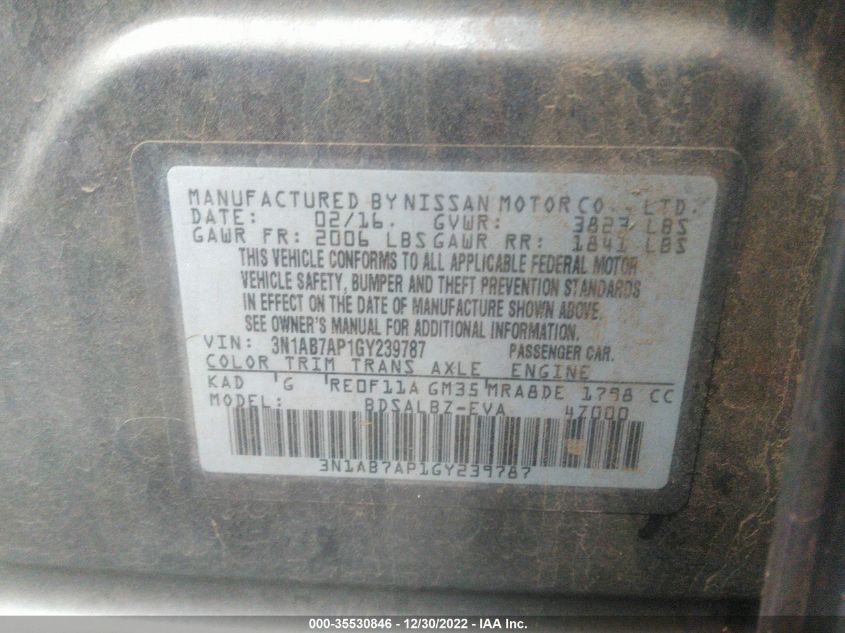 MANUFACTURED BY NISSAN MOTOR CO., LTD.
DATE: 02/16. GVWR: 3827 LBS
GAWR FR: 2006 LBS GAWR RR: 1841 LBS
THIS VEHICLE CONFORMS TO ALL APPLICABLE FEDERAL MOTOR
VEHICLE SAFETY, BUMPER AND THEFT PREVENTION STANDARDS
IN EFFECT ON THE DATE OF MANUFACTURE SHOWN ABOVE.
SEE OWNER'S MANUAL FOR ADDITIONAL INFORMATION.
VIN: 3N1AB7AP1GY239787 PASSENGER CAR.
COLOR TRIM TRANS AXLE ENGINE
KAD G RE0F11A GM35 MRA8DE 1798 CC
MODEL: BDSALBZ-EVA 4Z000
3N1AB7AP1GY239787
000-35530846 - 12/30/2022 - IAA Inc.